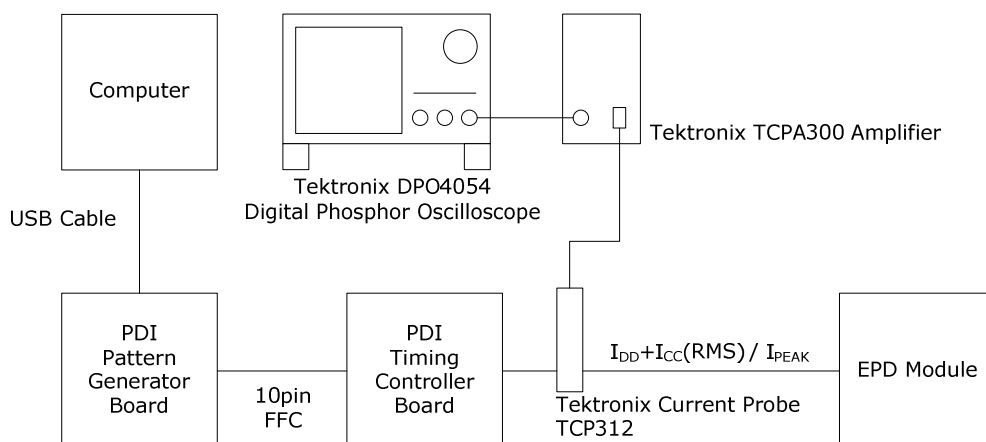 Computer
Tektronix TCPA300 Amplifier
Tektronix DPO4054
Digital Phosphor Oscilloscope
USB Cable
PDI
Pattern
Generator
Board
10pin
FFC
PDI
Timing
Controller
Board
IDD+ICC(RMS) / IPEAK
Tektronix Current Probe
TCP312
EPD Module